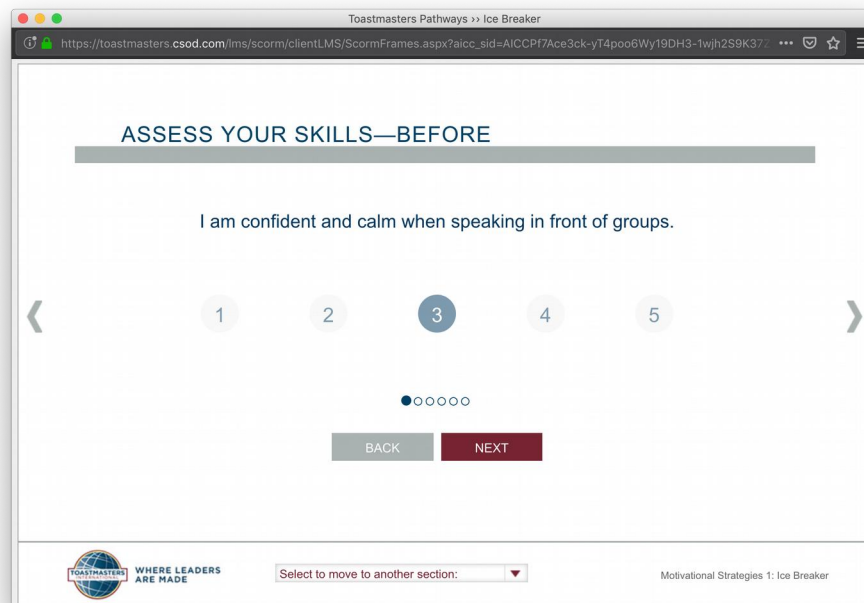 Toastmasters Pathways ›› Ice Breaker
https://toastmasters.csod.com/lms/scorm/clientLMS/ScormFrames.aspx?aicc_sid=AICCPf7Ace3ck-yT4poo6Wy19DH3-1wjh2S9K37Z
ASSESS YOUR SKILLS—BEFORE
I am confident and calm when speaking in front of groups.
1 2 3 4 5
BACK NEXT
TOASTMASTERS
INTERNATIONAL
WHERE LEADERS
ARE MADE
Select to move to another section:
Motivational Strategies 1: Ice Breaker